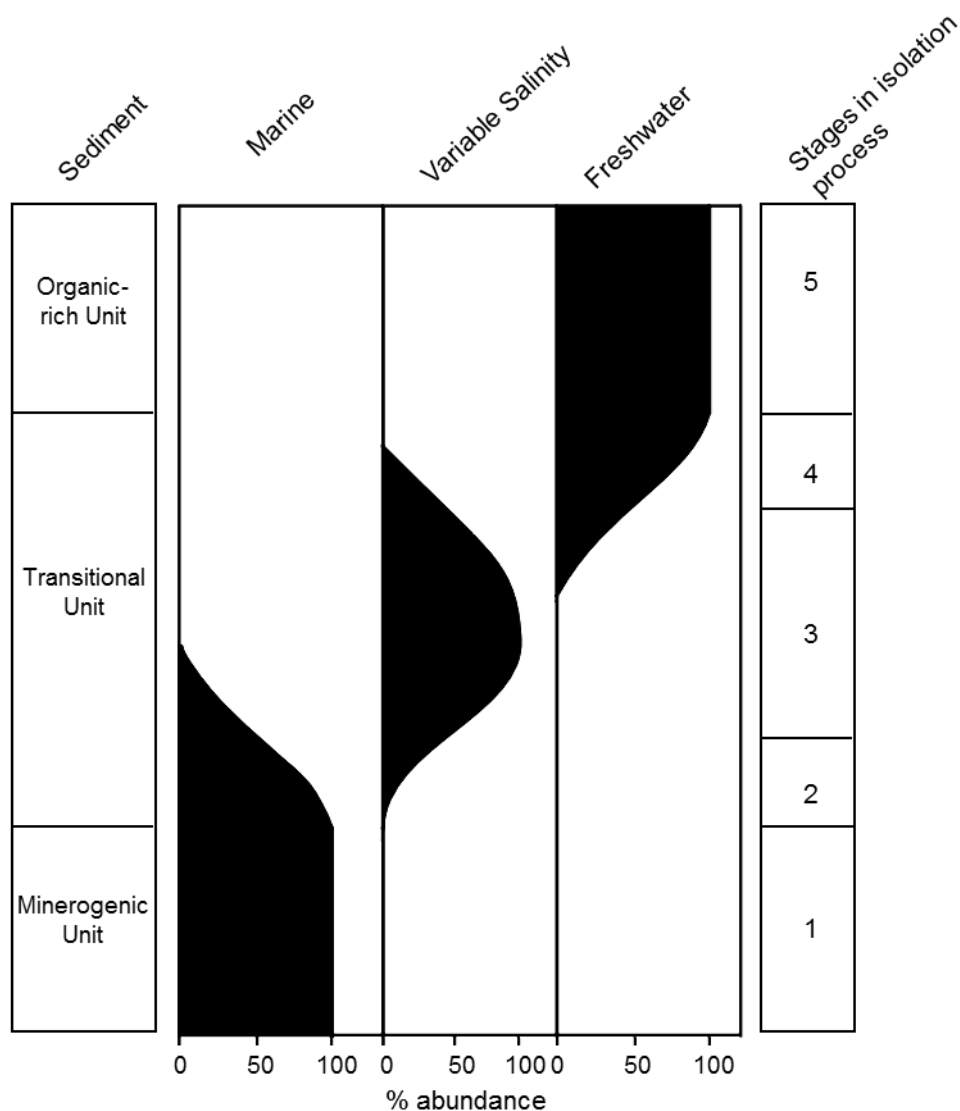 Sediment
Marine
Variable Salinity
Freshwater
Stages in isolation
process
Organic-
rich Unit
Transitional
Unit
Minerogenic
Unit
5
4
3
2
1
0 50 100 0 50 100 0 50 100
% abundance